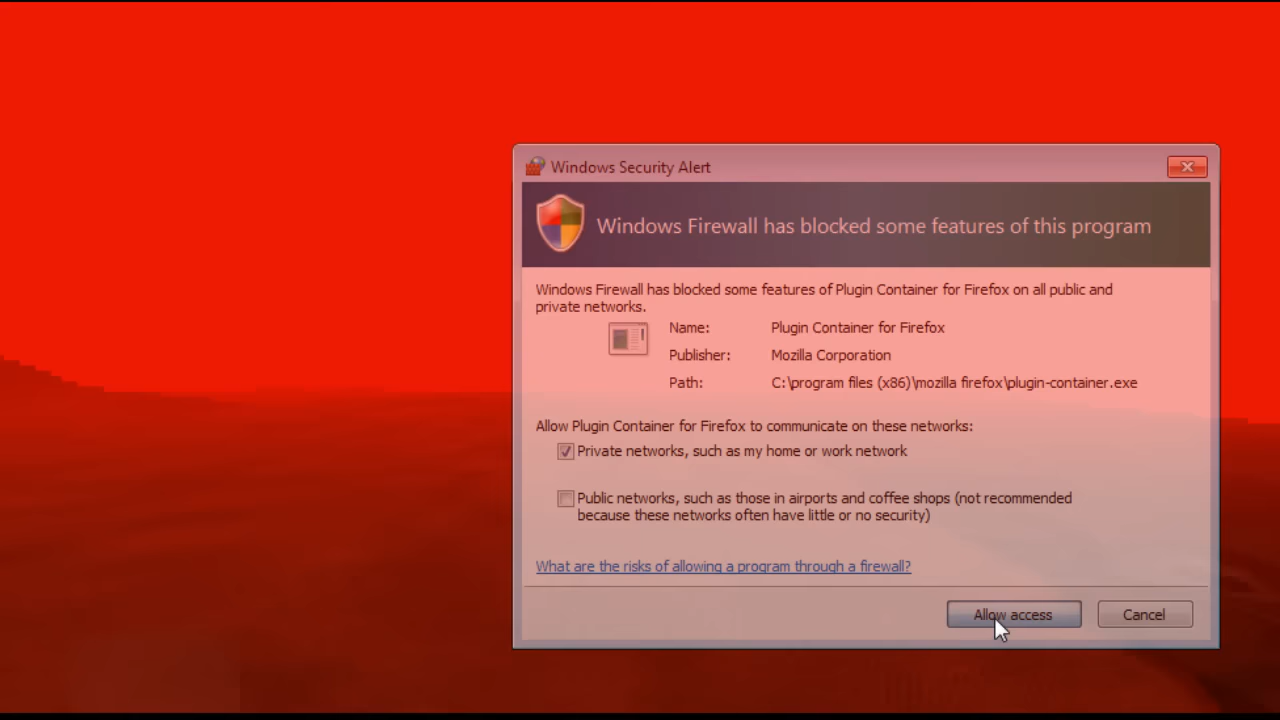 Windows Security Alert
Windows Firewall has blocked some features of this program
Windows Firewall has blocked some features of Plugin Container for Firefox on all public and
private networks.
Name: Plugin Container for Firefox
Publisher: Mozilla Corporation
Path: C:\program files (x86)\mozilla firefox\plugin-container.exe
Allow Plugin Container for Firefox to communicate on these networks:
Private networks, such as my home or work network
Public networks, such as those in airports and coffee shops (not recommended
because these networks often have little or no security)
What are the risks of allowing a program through a firewall?
Allow access Cancel